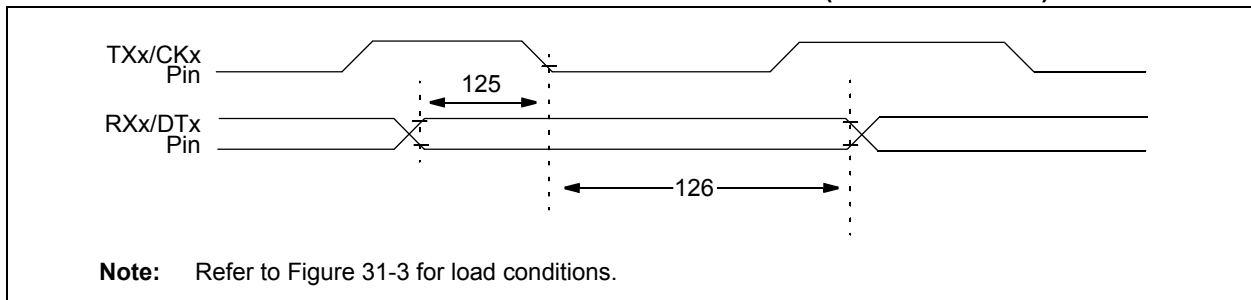 TXx/CKx
Pin
125
RXx/DTx
Pin
126
Note: Refer to Figure 31-3 for load conditions.